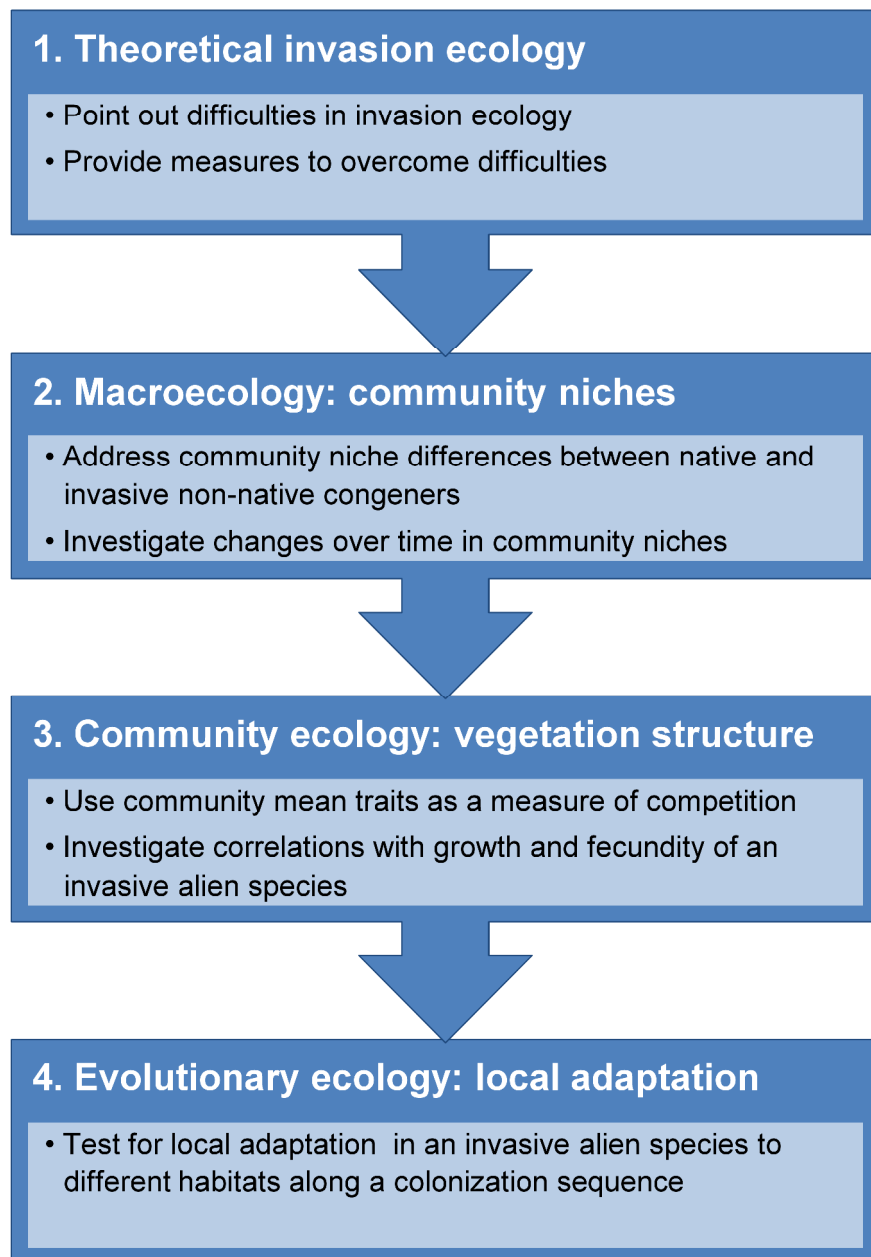 1. Theoretical invasion ecology
• Point out difficulties in invasion ecology
• Provide measures to overcome difficulties
2. Macroecology: community niches
• Address community niche differences between native and
invasive non-native congeners
• Investigate changes over time in community niches
3. Community ecology: vegetation structure
• Use community mean traits as a measure of competition
• Investigate correlations with growth and fecundity of an
invasive alien species
4. Evolutionary ecology: local adaptation
• Test for local adaptation in an invasive alien species to
different habitats along a colonization sequence